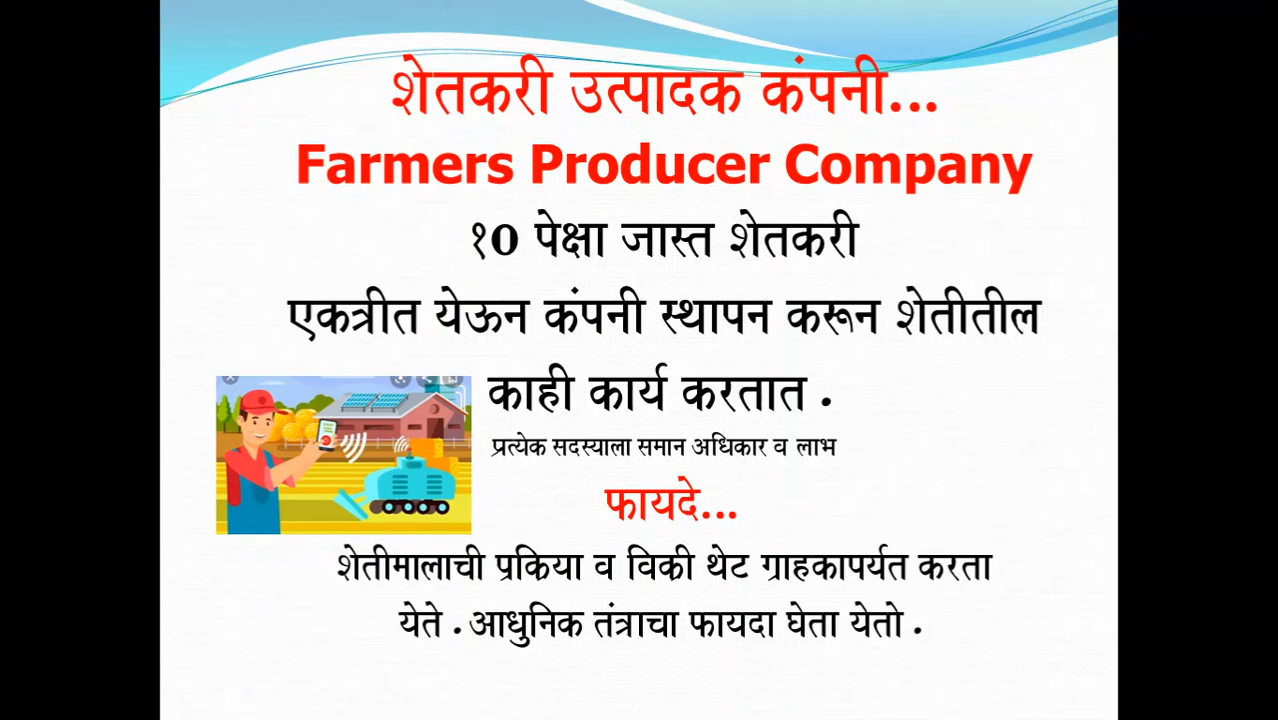 शेतकरी उत्पादक कंपनी...
Farmers Producer Company
१0 पेक्षा जास्त शेतकरी
एकत्रीत येऊन कंपनी स्थापन करून शेतीतील
काही कार्य करतात .
प्रत्येक सदस्याला समान अधिकार व लाभ
फायदे...
शेतीमालाची प्रक्रिया व विकी थेट ग्राहकापर्यत करता
येते . आधुनिक तंत्राचा फायदा घेता येतो .